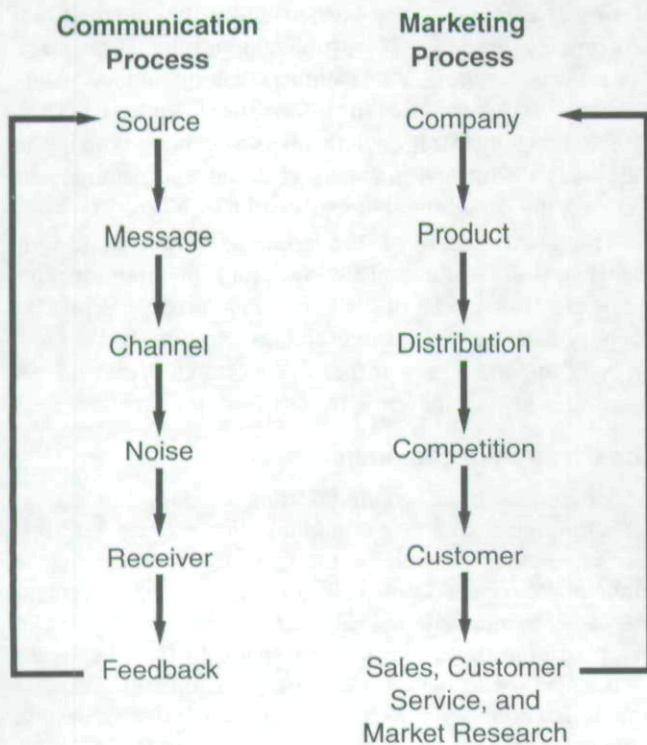 Communication
Process
Source
Message
Channel
Noise
Receiver
Feedback
Marketing
Process
Company
Product
Distribution
Competition
Customer
Sales, Customer
Service, and
Market Research